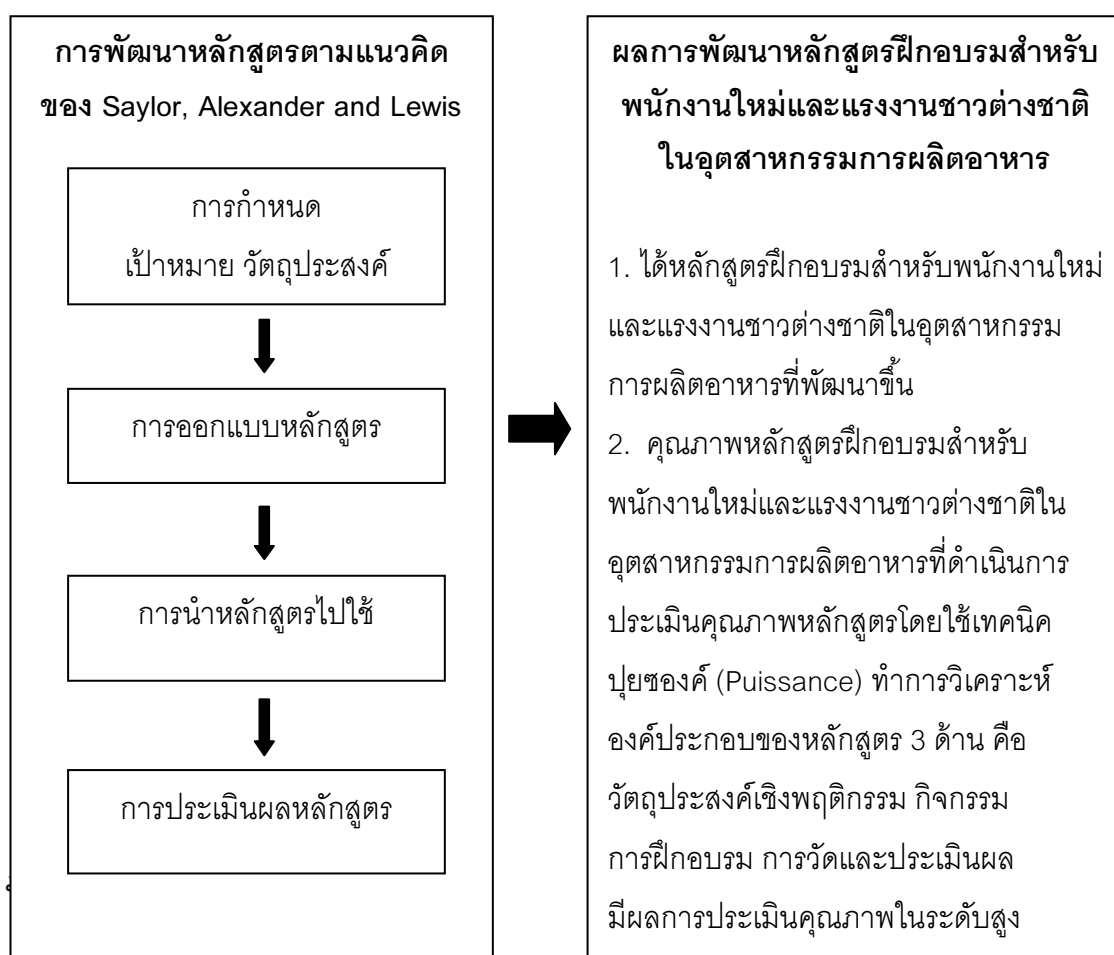 การพัฒนาหลักสูตรตามแนวคิด
ของ Saylor, Alexander and Lewis
การกำหนด
เป้าหมาย วัตถุประสงค์
การออกแบบหลักสูตร
การนำหลักสูตรไปใช้
การประเมินผลหลักสูตร
ผลการพัฒนาหลักสูตรฝึกอบรมสำหรับ
พนักงานใหม่และแรงงานชาวต่างชาติ
ในอุตสาหกรรมการผลิตอาหาร
1. ได้หลักสูตรฝึกอบรมสำหรับพนักงานใหม่
และแรงงานชาวต่างชาติในอุตสาหกรรม
การผลิตอาหารที่พัฒนาขึ้น
2. คุณภาพหลักสูตรฝึกอบรมสำหรับ
พนักงานใหม่และแรงงานชาวต่างชาติใน
อุตสาหกรรมการผลิตอาหารที่ดำเนินการ
ประเมินคุณภาพหลักสูตรโดยใช้เทคนิค
ปุยซองค์ (Puissance) ทำการวิเคราะห์
องค์ประกอบของหลักสูตร 3 ด้าน คือ
วัตถุประสงค์เชิงพฤติกรรม กิจกรรม
การฝึกอบรม การวัดและประเมินผล
มีผลการประเมินคุณภาพในระดับสูง